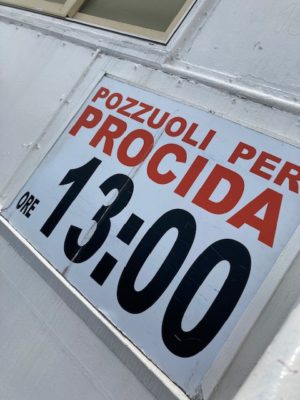 POZZUOLI PER
PROCIDA
ORE 13:00